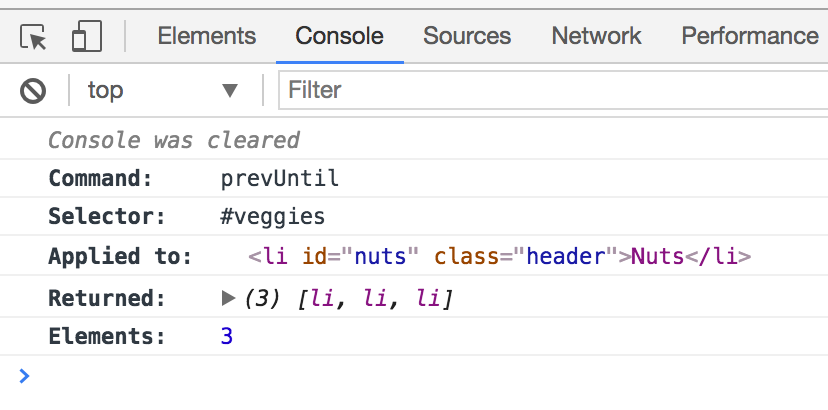 Elements Console Sources Network Performance
top Filter
Console was cleared
Command: prevUntil
Selector: #veggies
Applied to: <li id="nuts" class="header">Nuts</li>
Returned: (3) [li, li, li]
Elements: 3